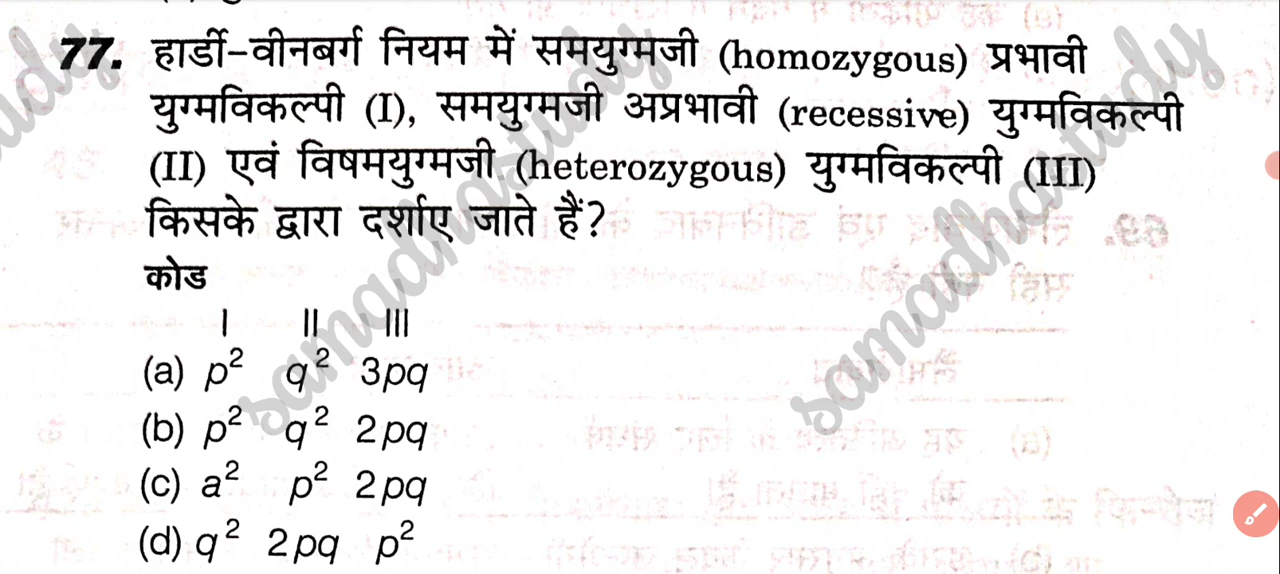 77. हार्डी-वीनबर्ग नियम में समयुग्मजी (homozygous) प्रभावी
युग्मविकल्पी (I), समयुग्मजी अप्रभावी (recessive) युग्मविकल्पी
(II) एवं विषमयुग्मजी (heterozygous) युग्मविकल्पी (III)
किसके द्वारा दर्शाए जाते हैं?
कोड
I II III
(a) p² q² 3pq
(b) p² q² 2pq
(c) a² p² 2pq
(d) q² 2pq p²
samadhanstudy
samadhanstudy